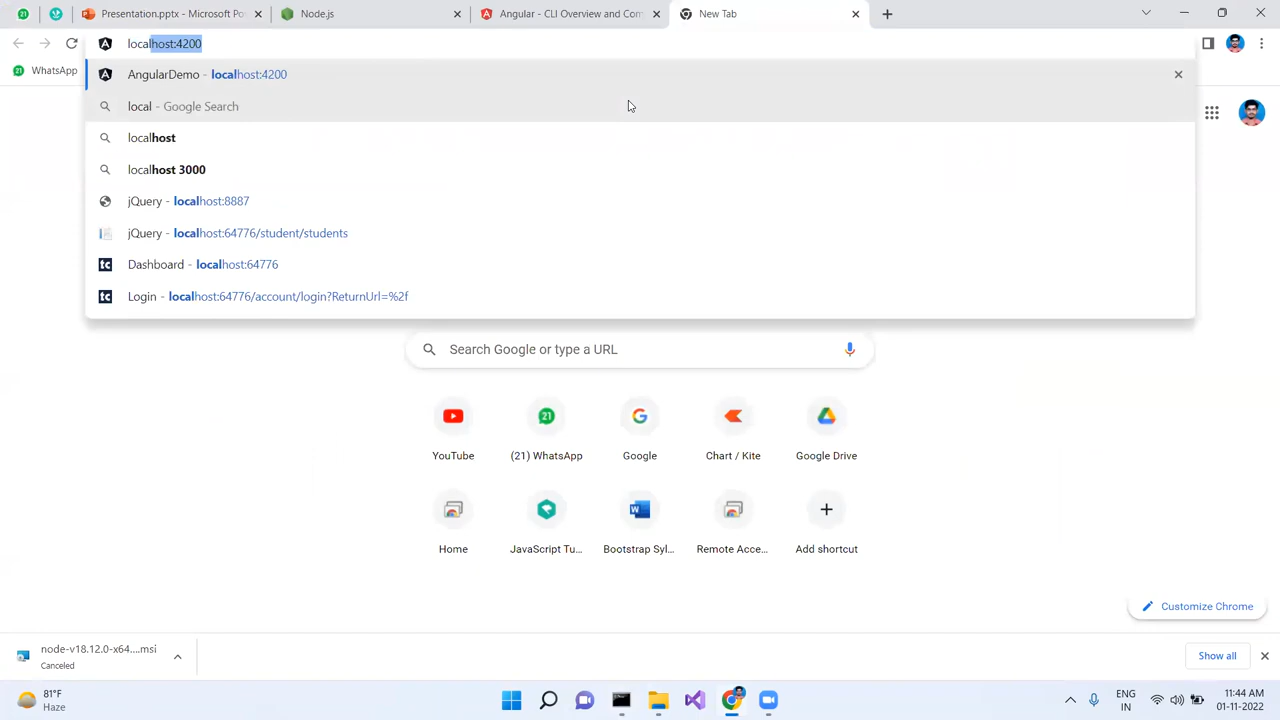 Presentation.pptx - Microsoft Po
Node.js
Angular - CLI Overview and Com
New Tab
localhost:4200
WhatsApp
AngularDemo - localhost:4200
local - Google Search
localhost
localhost 3000
jQuery - localhost:8887
jQuery - localhost:64776/student/students
Dashboard - localhost:64776
Login - localhost:64776/account/login?ReturnUrl=%2f
Search Google or type a URL
YouTube
(21) WhatsApp
Google
Chart / Kite
Google Drive
Home
JavaScript Tu...
Bootstrap Syl...
Remote Acce...
Add shortcut
Customize Chrome
node-v18.12.0-x64....msi
Canceled
Show all
81°F
Haze
ENG
IN
11:44 AM
01-11-2022